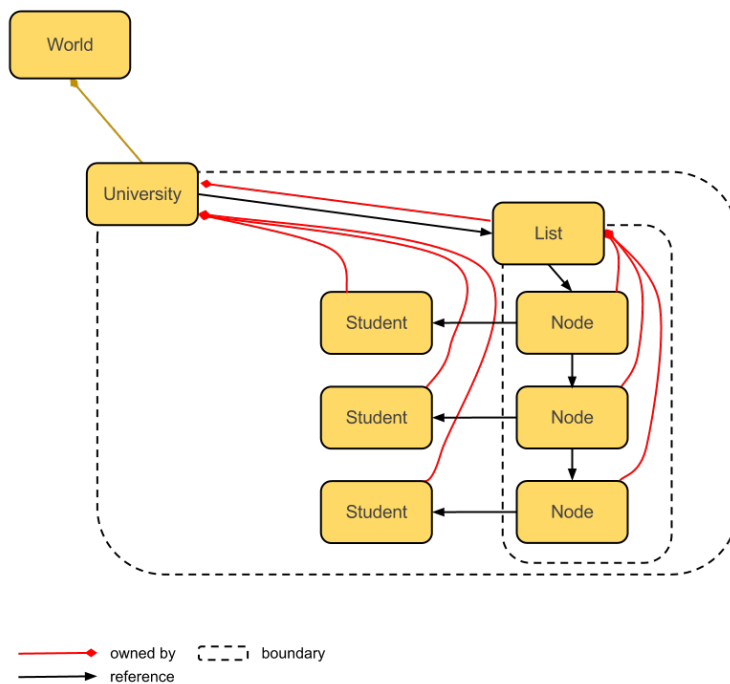 World
University
List
Student
Node
Student
Node
Student
Node
owned by
boundary
reference